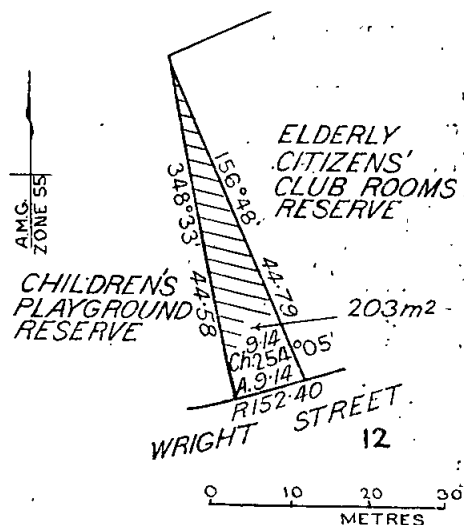 A.M.G.
ZONE 55
ELDERLY
CITIZENS'
CLUB ROOMS
RESERVE
156°48'
44·79
348°33'
44·58
CHILDREN'S
PLAYGROUND
RESERVE
203m²
9·14
Ch.254°05'
A.9·14
R152·40
WRIGHT STREET
12
0 10 20 30
METRES